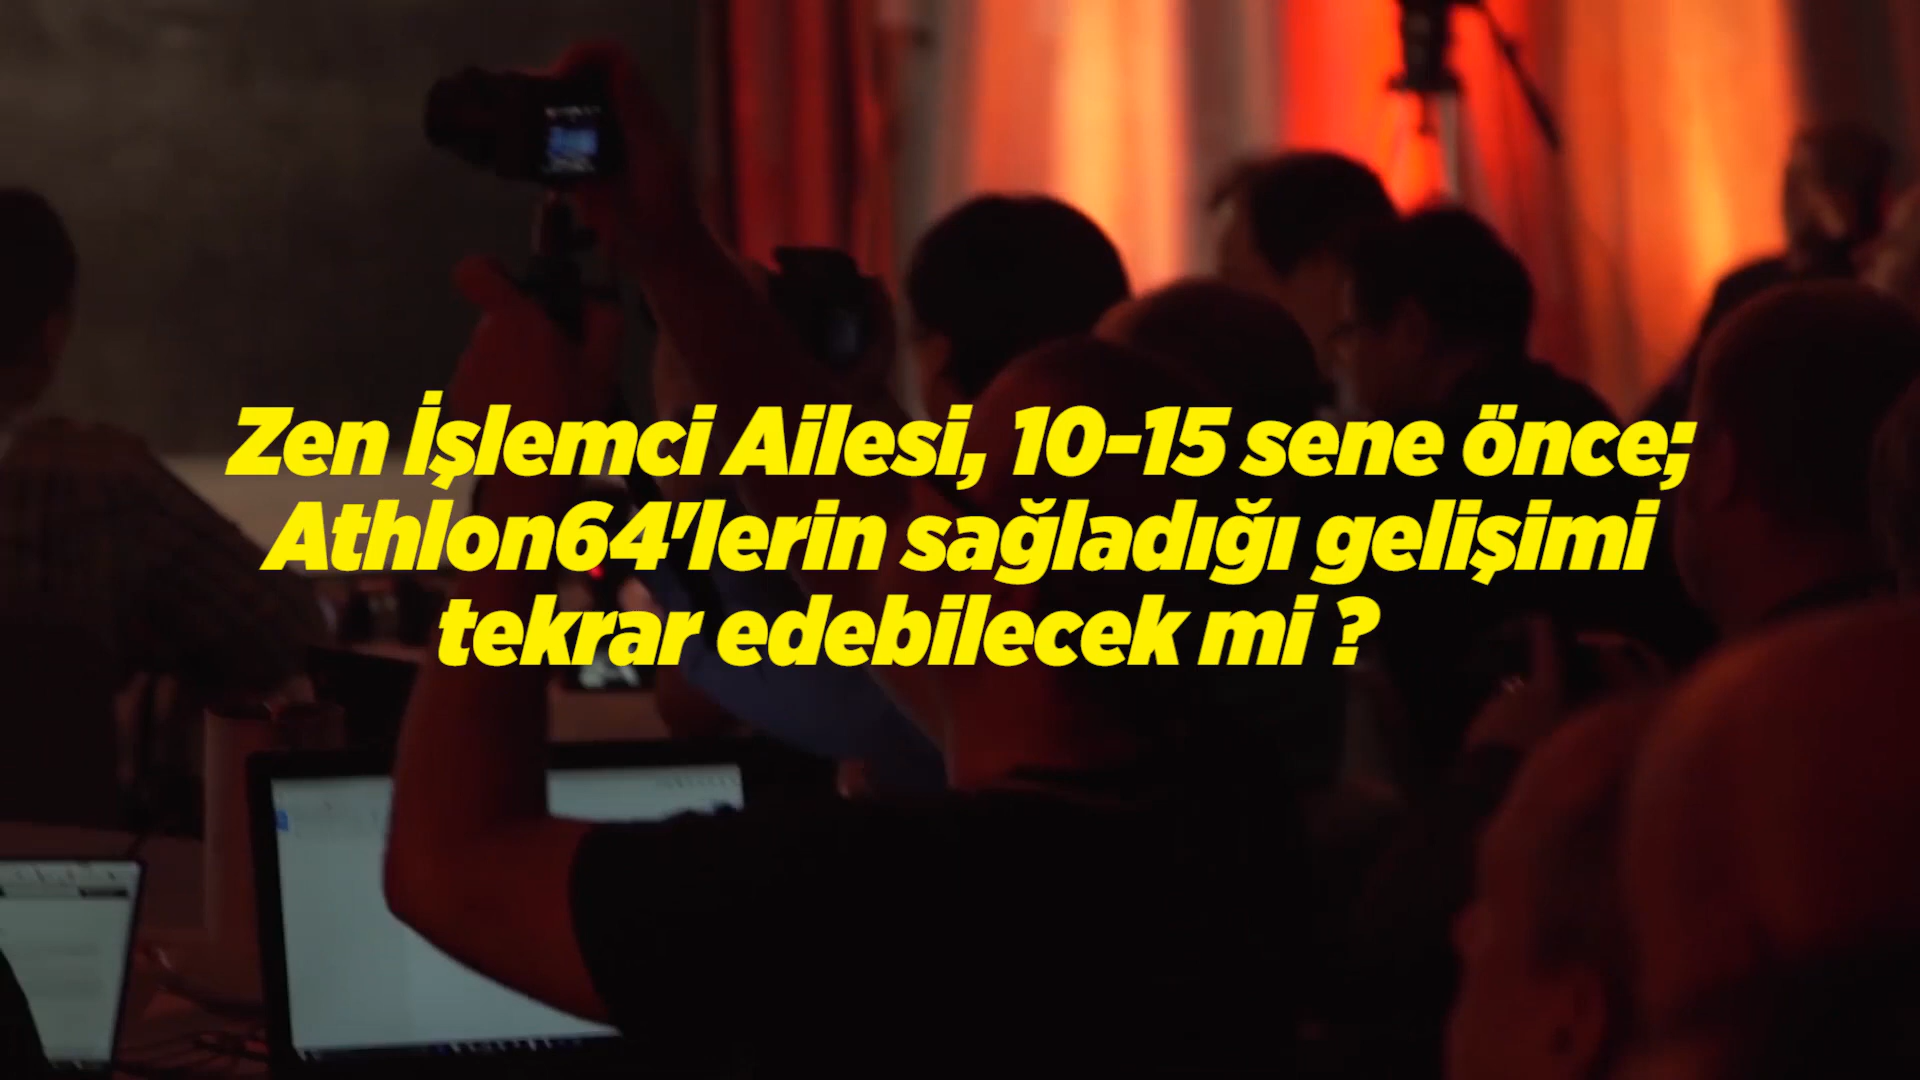 Zen İşlemci Ailesi, 10-15 sene önce;
Athlon64'lerin sağladığı gelişimi
tekrar edebilecek mi ?